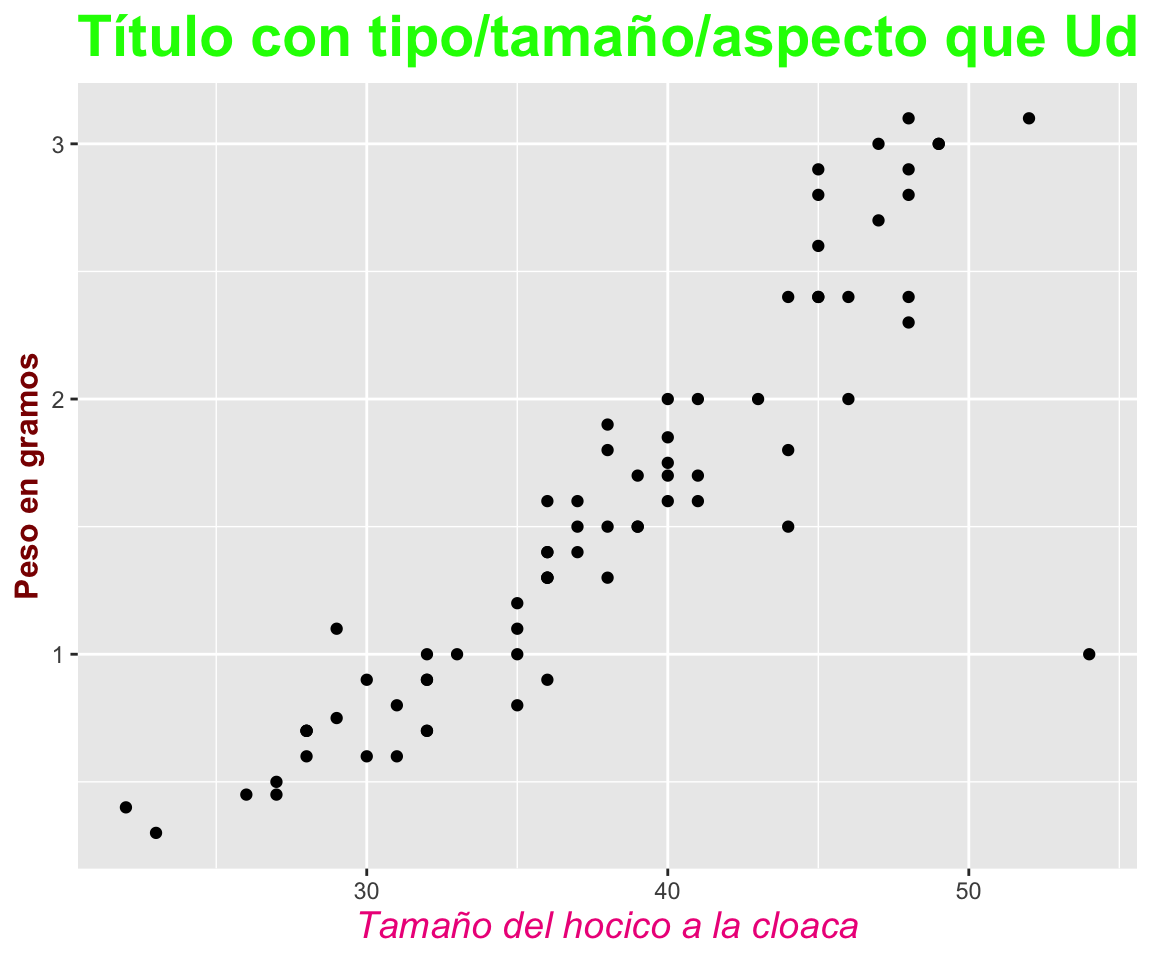 Título con tipo/tamaño/aspecto que Ud
3
2
1
Peso en gramos
30
40
50
Tamaño del hocico a la cloaca